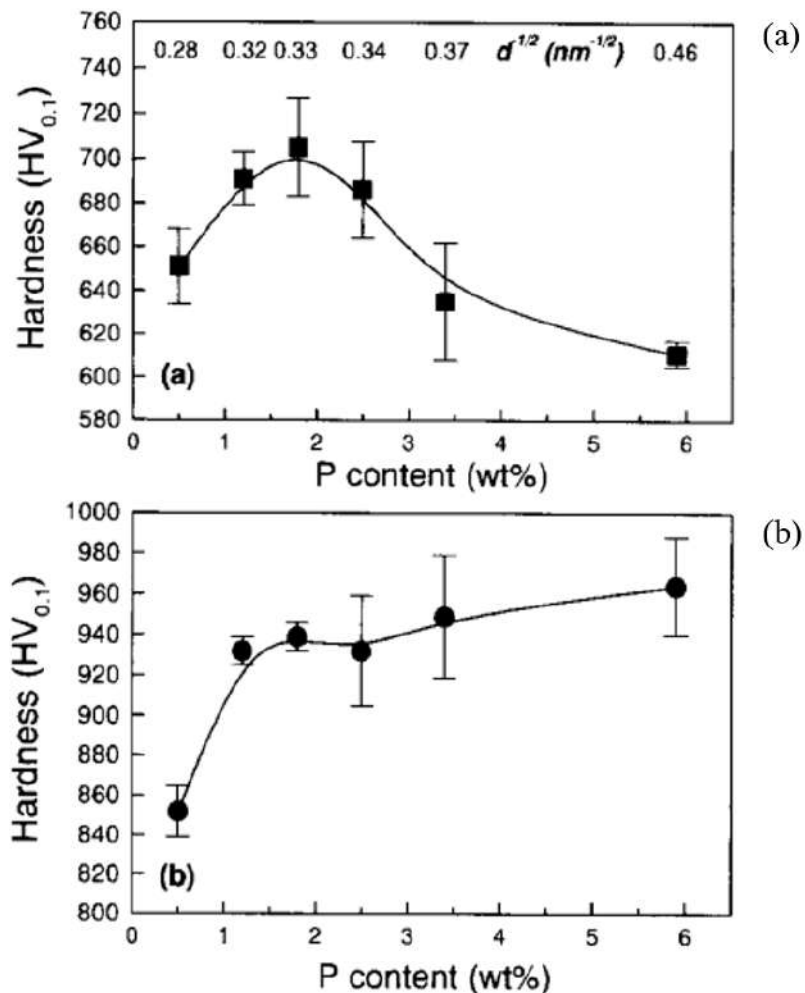 (a)
760
740
720
700
680
660
640
620
600
580
0.28 0.32 0.33 0.34 0.37 d^-1/2 (nm^-1/2) 0.46
Hardness (HV0.1)
(a)
0 1 2 3 4 5 6
P content (wt%)
(b)
1000
980
960
940
920
900
880
860
840
820
800
Hardness (HV0.1)
(b)
0 1 2 3 4 5 6
P content (wt%)